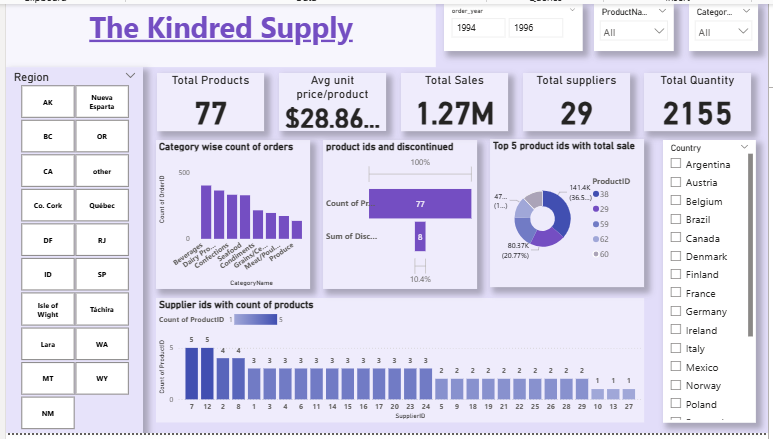 The Kindred Supply
order_year
1994
1996
ProductNa...
All
Categor...
All
Region
AK
Nueva
Esparta
BC
OR
CA
other
Co. Cork
Québec
DF
RJ
ID
SP
Isle of
Wight
Táchira
Lara
WA
MT
WY
NM
Total Products
77
Avg unit
price/product
$28.86...
Total Sales
1.27M
Total suppliers
29
Total Quantity
2155
Category wise count of orders
Count of OrderID
500
0
Beverages
Dairy Pro...
Confections
Seafood
Condiments
Grains/Ce...
Meat/Poul...
Produce
CategoryName
product ids and discontinued
100%
Count of Pr...
77
Sum of Disc...
8
10.4%
Top 5 product ids with total sale
47...
(1...)
141.4K
(36.5...)
80.37K
(20.77%)
ProductID
38
29
59
62
60
Supplier ids with count of products
Count of ProductID 1 5
Count of ProductID
5
0
5 5 4 4 3 3 3 3 3 3 3 3 3 3 3 3 2 2 2 2 2 2 2 2 2 2 1 1 1
7 12 2 8 1 3 4 6 11 14 15 16 17 20 23 24 5 9 18 19 21 22 25 26 28 29 10 13 27
SupplierID
Country
Argentina
Austria
Belgium
Brazil
Canada
Denmark
Finland
France
Germany
Ireland
Italy
Mexico
Norway
Poland